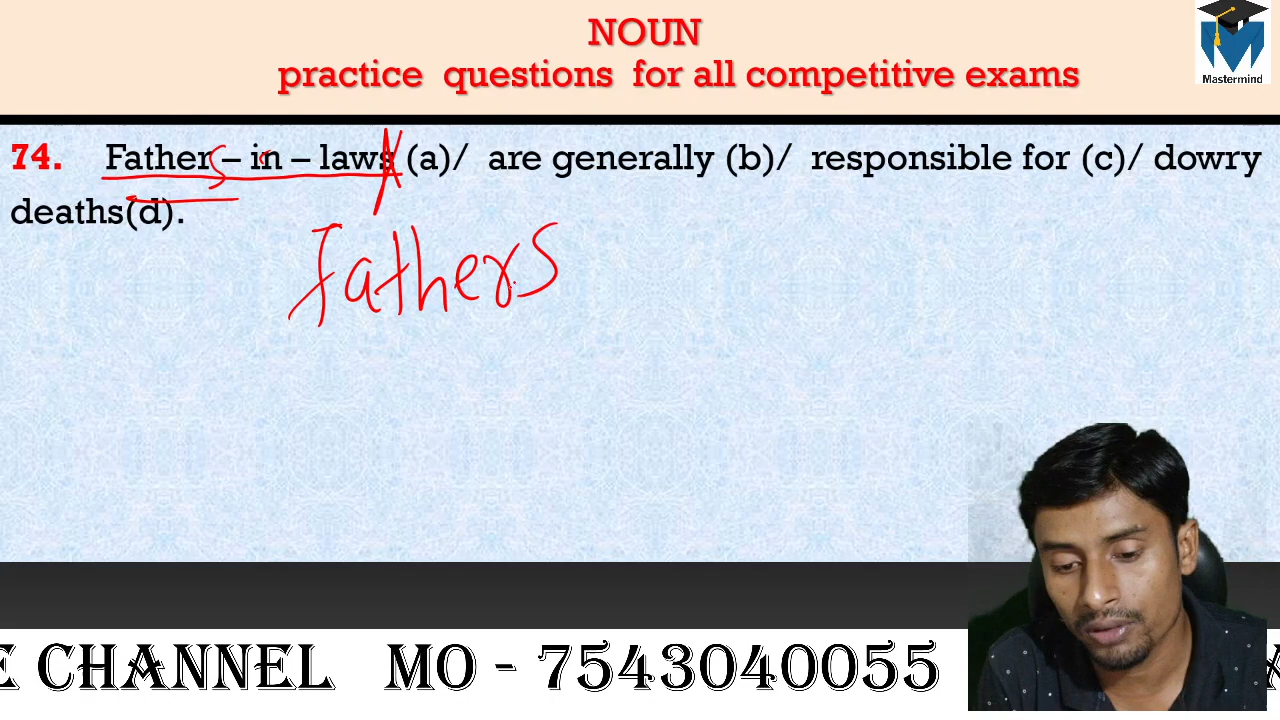 NOUN
practice questions for all competitive exams
Mastermind
74. Father – in – laws (a)/ are generally (b)/ responsible for (c)/ dowry
deaths(d).
s
Fathers
E CHANNEL MO - 7543040055